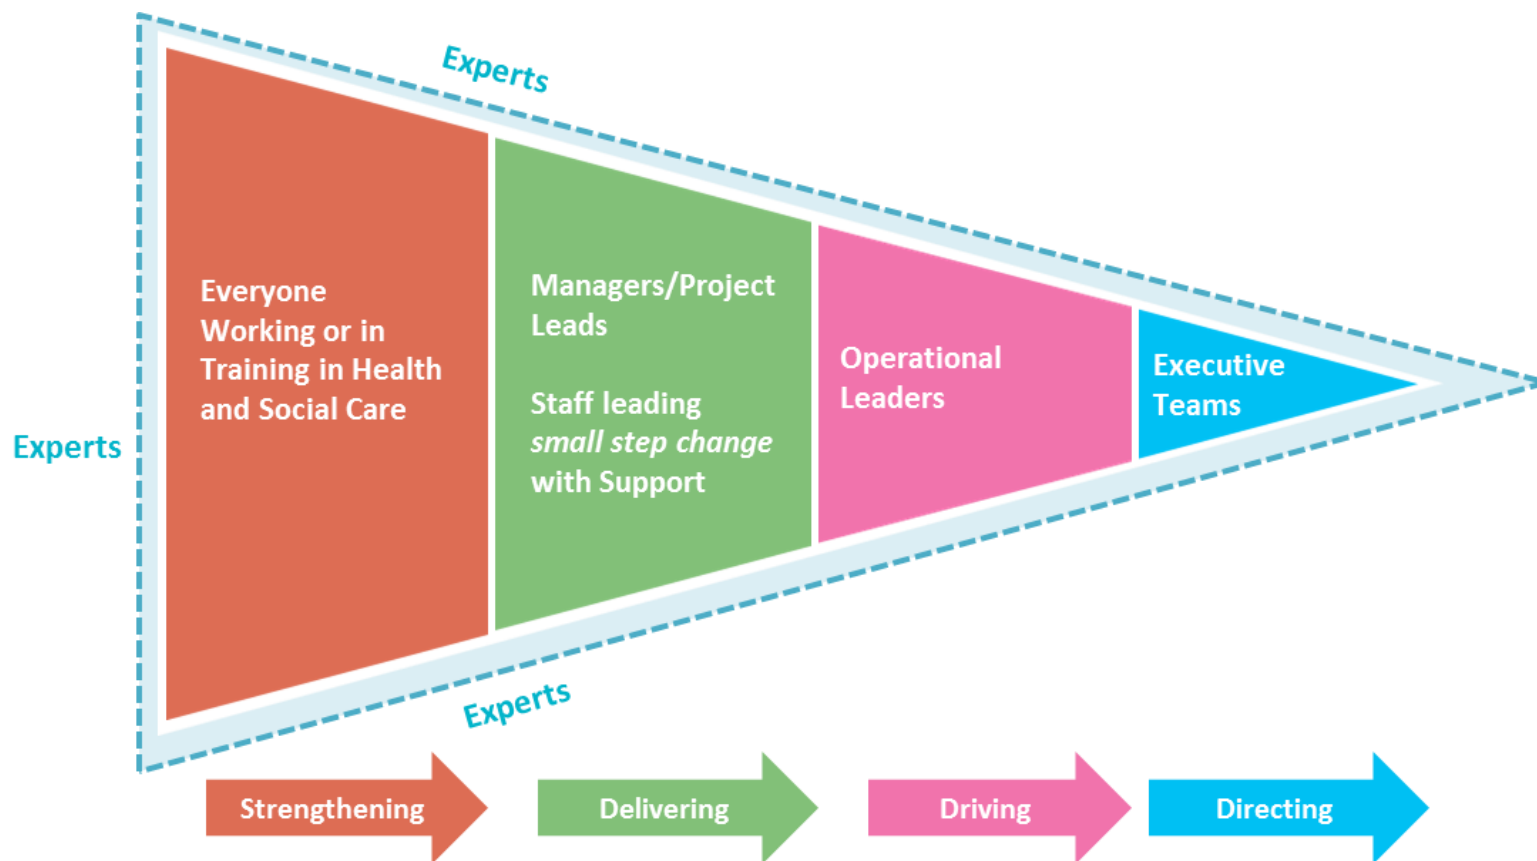 Experts
Experts
Everyone
Working or in
Training in Health
and Social Care
Managers/Project
Leads
Staff leading
small step change
with Support
Operational
Leaders
Executive
Teams
Experts
Strengthening
Delivering
Driving
Directing